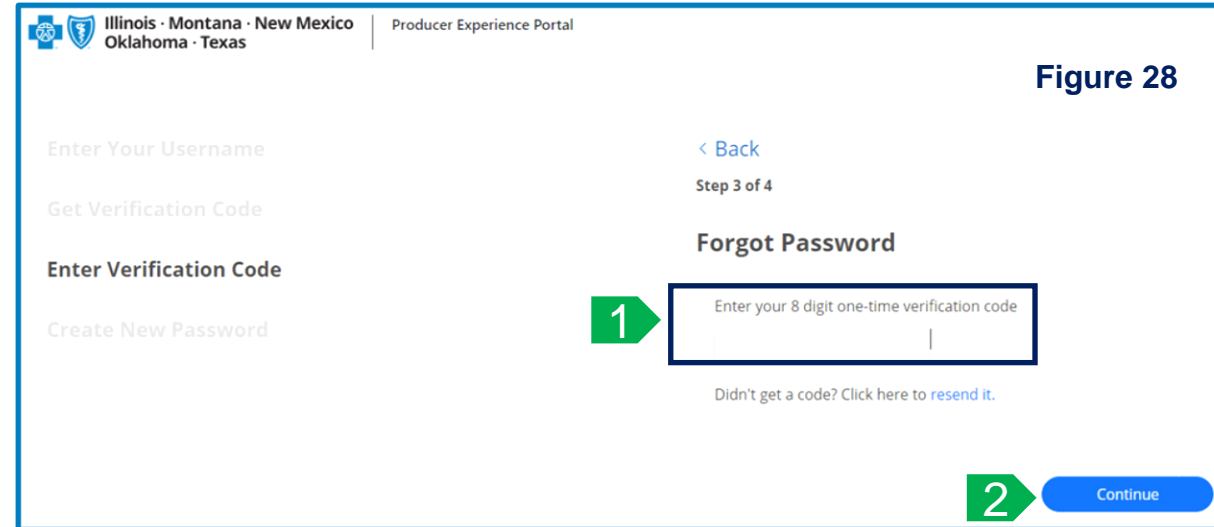 Illinois · Montana · New Mexico
Oklahoma · Texas
Producer Experience Portal
Figure 28
Enter Your Username
Get Verification Code
Enter Verification Code
Create New Password
< Back
Step 3 of 4
Forgot Password
1
Enter your 8 digit one-time verification code
Didn't get a code? Click here to resend it.
2
Continue